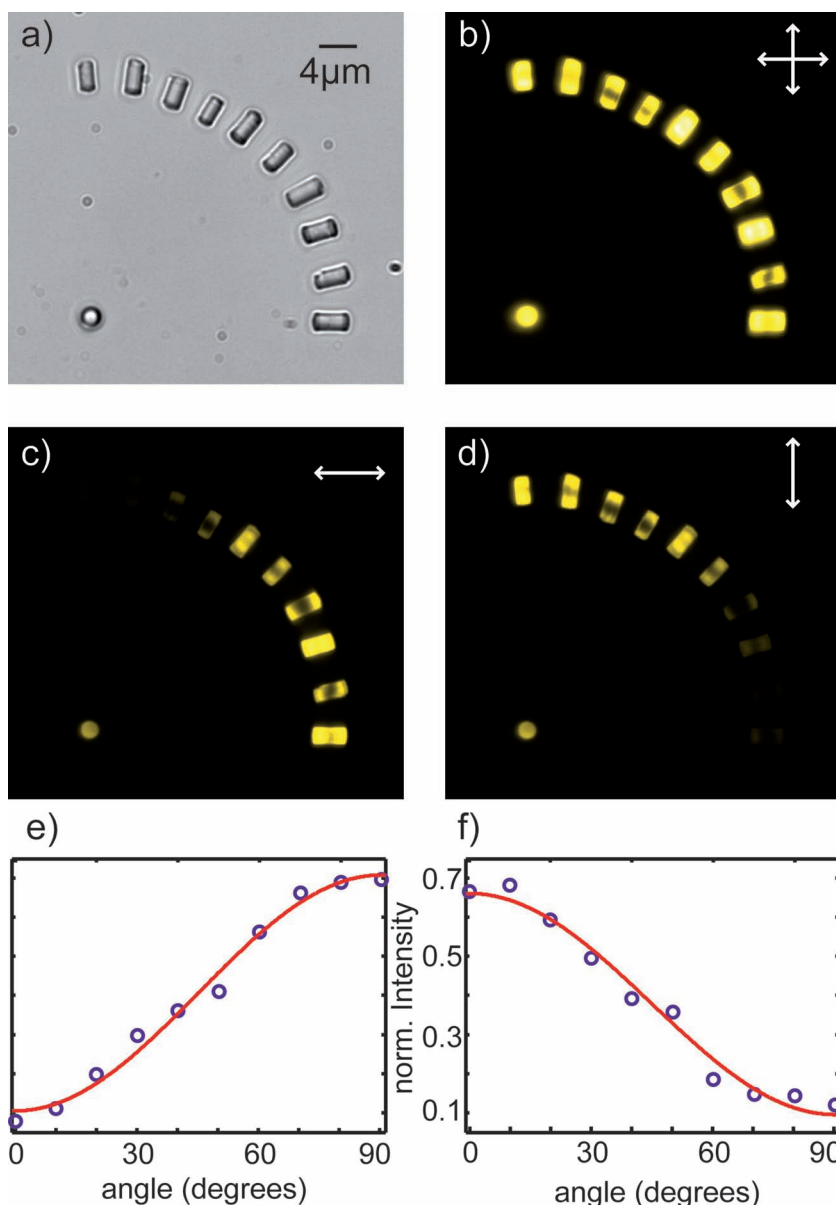 a)
4μm
b)
c)
d)
e)
f)
norm. Intensity
0.7
0.5
0.3
0.1
0
30
60
90
angle (degrees)
0
30
60
90
angle (degrees)